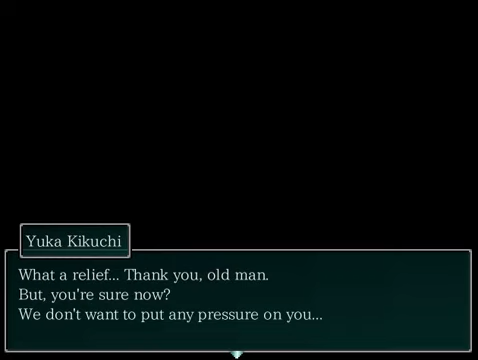 Yuka Kikuchi
What a relief... Thank you, old man.
But, you're sure now?
We don't want to put any pressure on you...